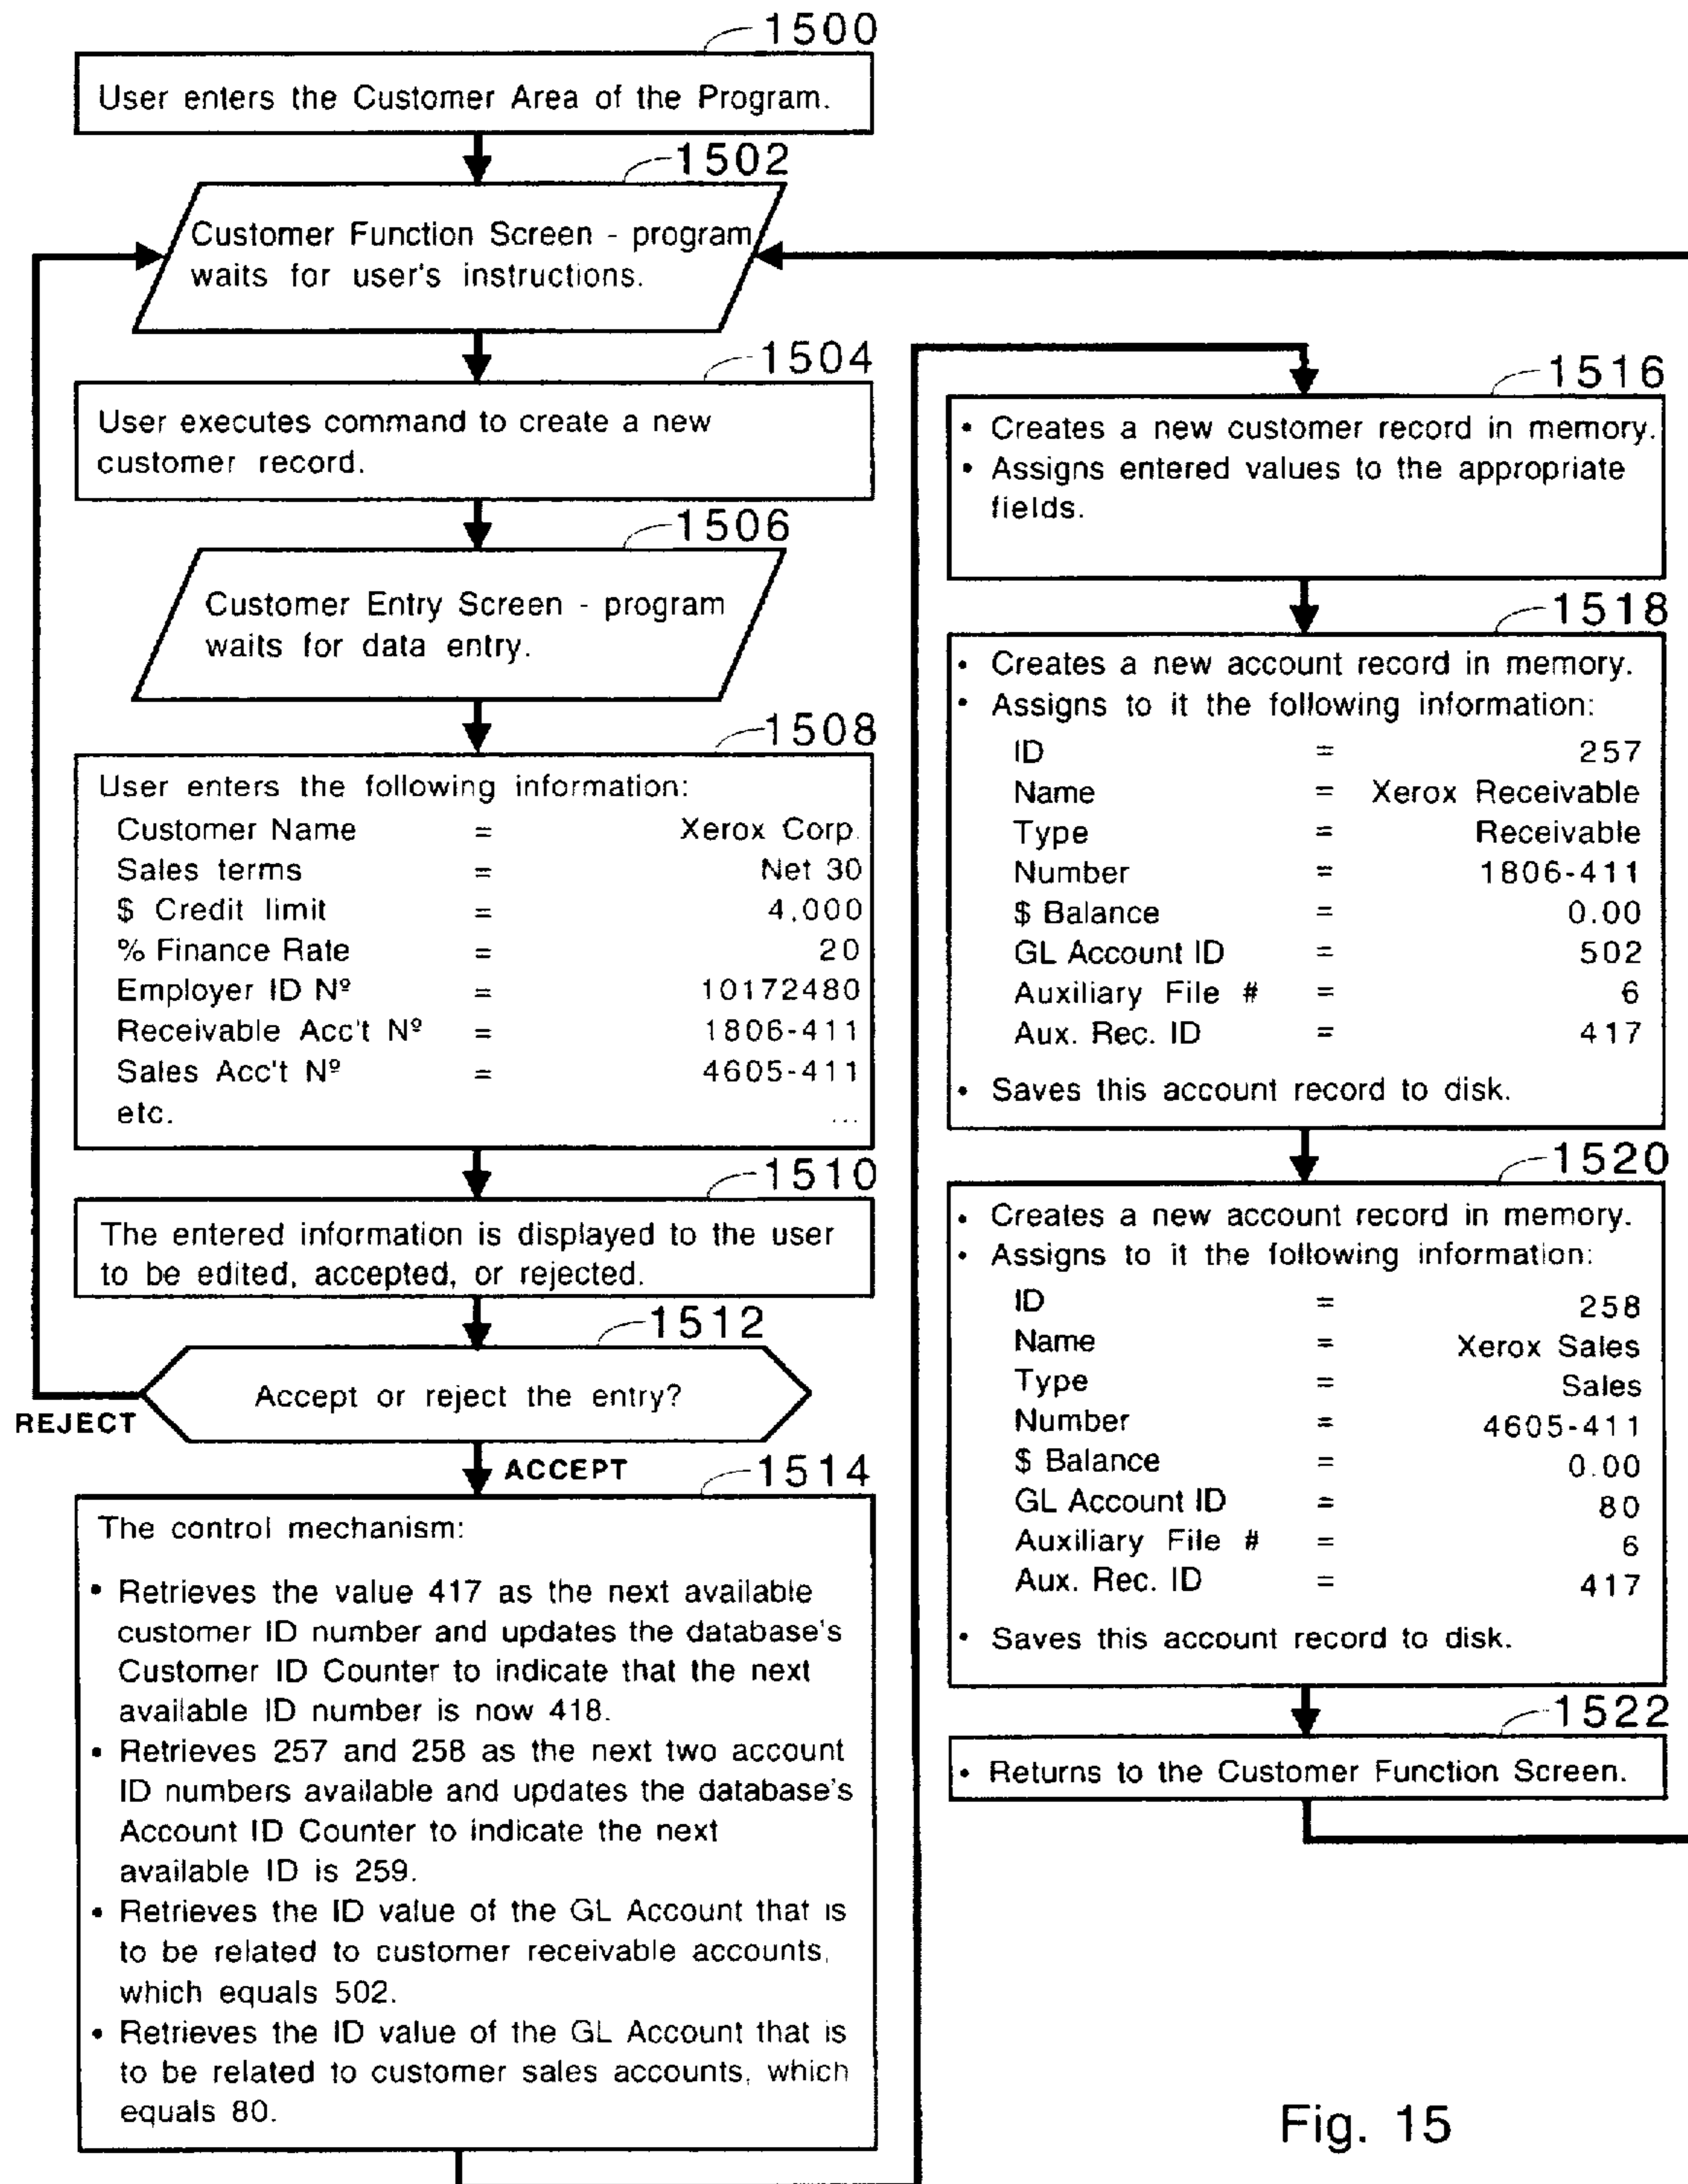 1500
User enters the Customer Area of the Program.
1502
Customer Function Screen - program
waits for user's instructions.
1504
User executes command to create a new
customer record.
1506
Customer Entry Screen - program
waits for data entry.
1508
User enters the following information:
Customer Name = Xerox Corp.
Sales terms = Net 30
$ Credit limit = 4,000
% Finance Rate = 20
Employer ID Nº = 10172480
Receivable Acc't Nº = 1806-411
Sales Acc't Nº = 4605-411
etc. ...
1510
The entered information is displayed to the user
to be edited, accepted, or rejected.
1512
Accept or reject the entry?
REJECT
ACCEPT
1514
The control mechanism:
• Retrieves the value 417 as the next available
customer ID number and updates the database's
Customer ID Counter to indicate that the next
available ID number is now 418.
• Retrieves 257 and 258 as the next two account
ID numbers available and updates the database's
Account ID Counter to indicate the next
available ID is 259.
• Retrieves the ID value of the GL Account that is
to be related to customer receivable accounts,
which equals 502.
• Retrieves the ID value of the GL Account that is
to be related to customer sales accounts, which
equals 80.
1516
• Creates a new customer record in memory.
• Assigns entered values to the appropriate
fields.
1518
• Creates a new account record in memory.
• Assigns to it the following information:
ID = 257
Name = Xerox Receivable
Type = Receivable
Number = 1806-411
$ Balance = 0.00
GL Account ID = 502
Auxiliary File # = 6
Aux. Rec. ID = 417
• Saves this account record to disk.
1520
• Creates a new account record in memory.
• Assigns to it the following information:
ID = 258
Name = Xerox Sales
Type = Sales
Number = 4605-411
$ Balance = 0.00
GL Account ID = 80
Auxiliary File # = 6
Aux. Rec. ID = 417
• Saves this account record to disk.
1522
• Returns to the Customer Function Screen.
Fig. 15